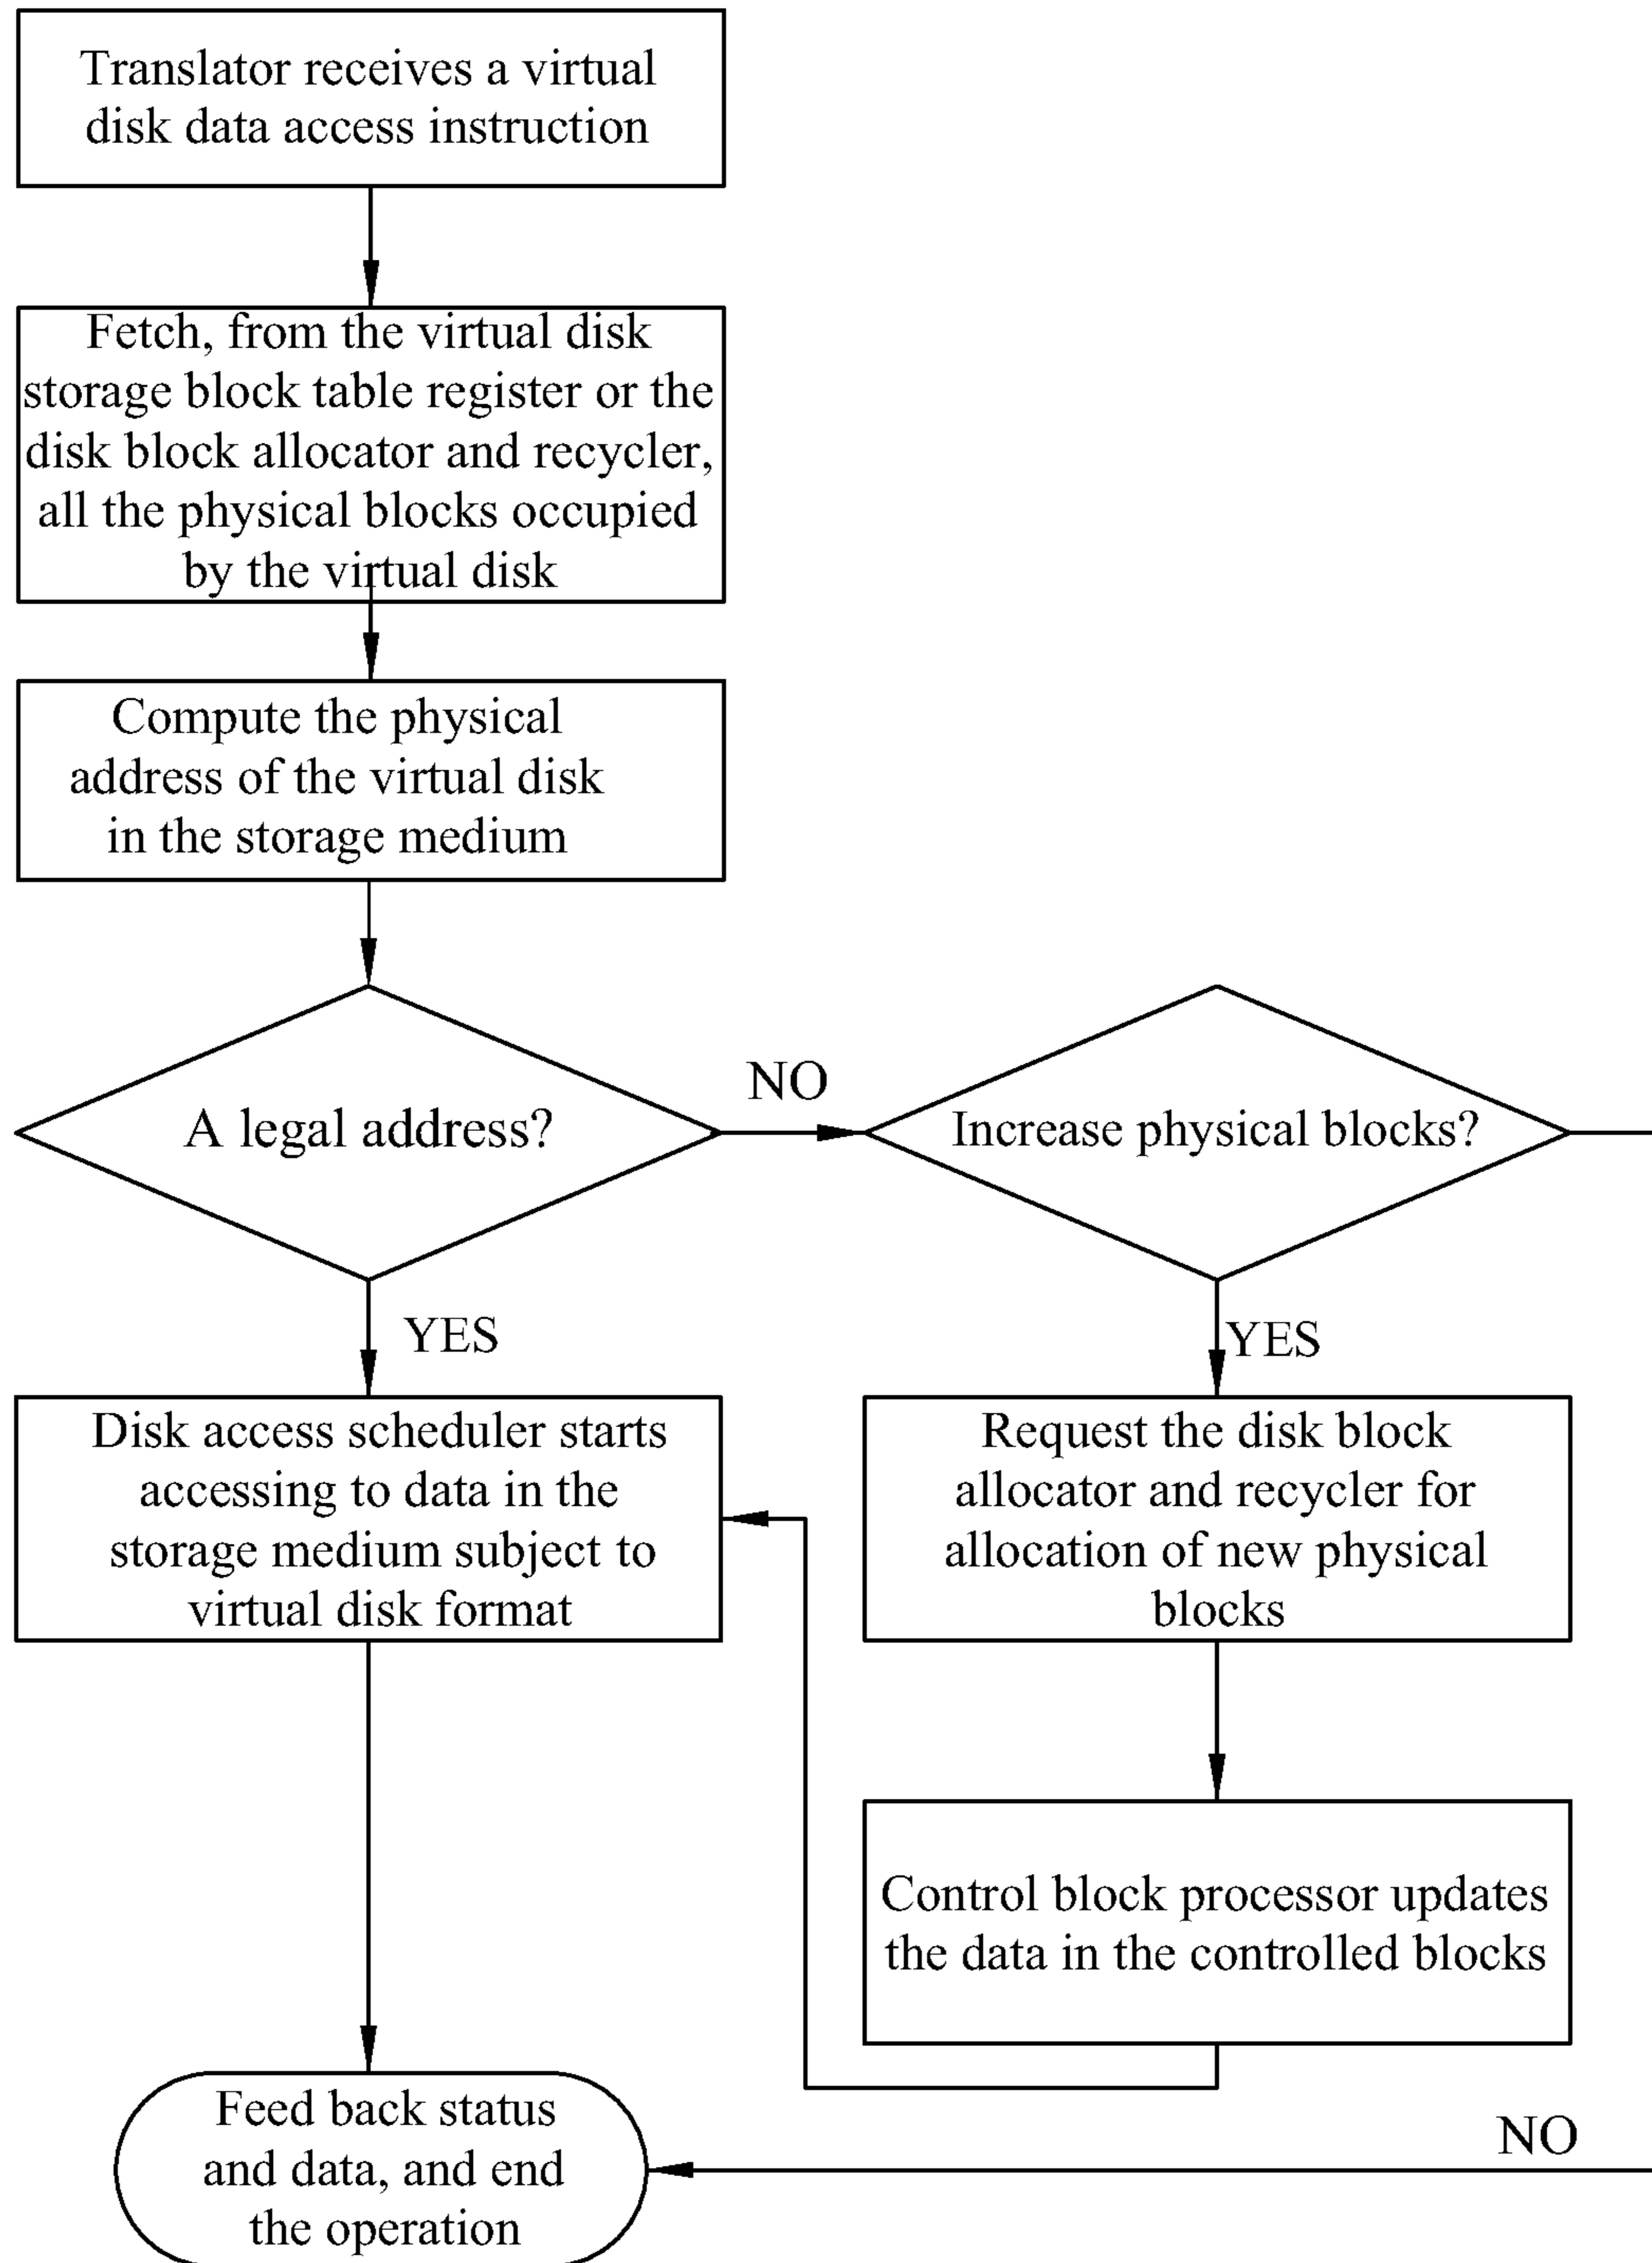 Translator receives a virtual
disk data access instruction
Fetch, from the virtual disk
storage block table register or the
disk block allocator and recycler,
all the physical blocks occupied
by the virtual disk
Compute the physical
address of the virtual disk
in the storage medium
A legal address?
NO
Increase physical blocks?
YES
YES
Disk access scheduler starts
accessing to data in the
storage medium subject to
virtual disk format
Request the disk block
allocator and recycler for
allocation of new physical
blocks
Control block processor updates
the data in the controlled blocks
NO
Feed back status
and data, and end
the operation